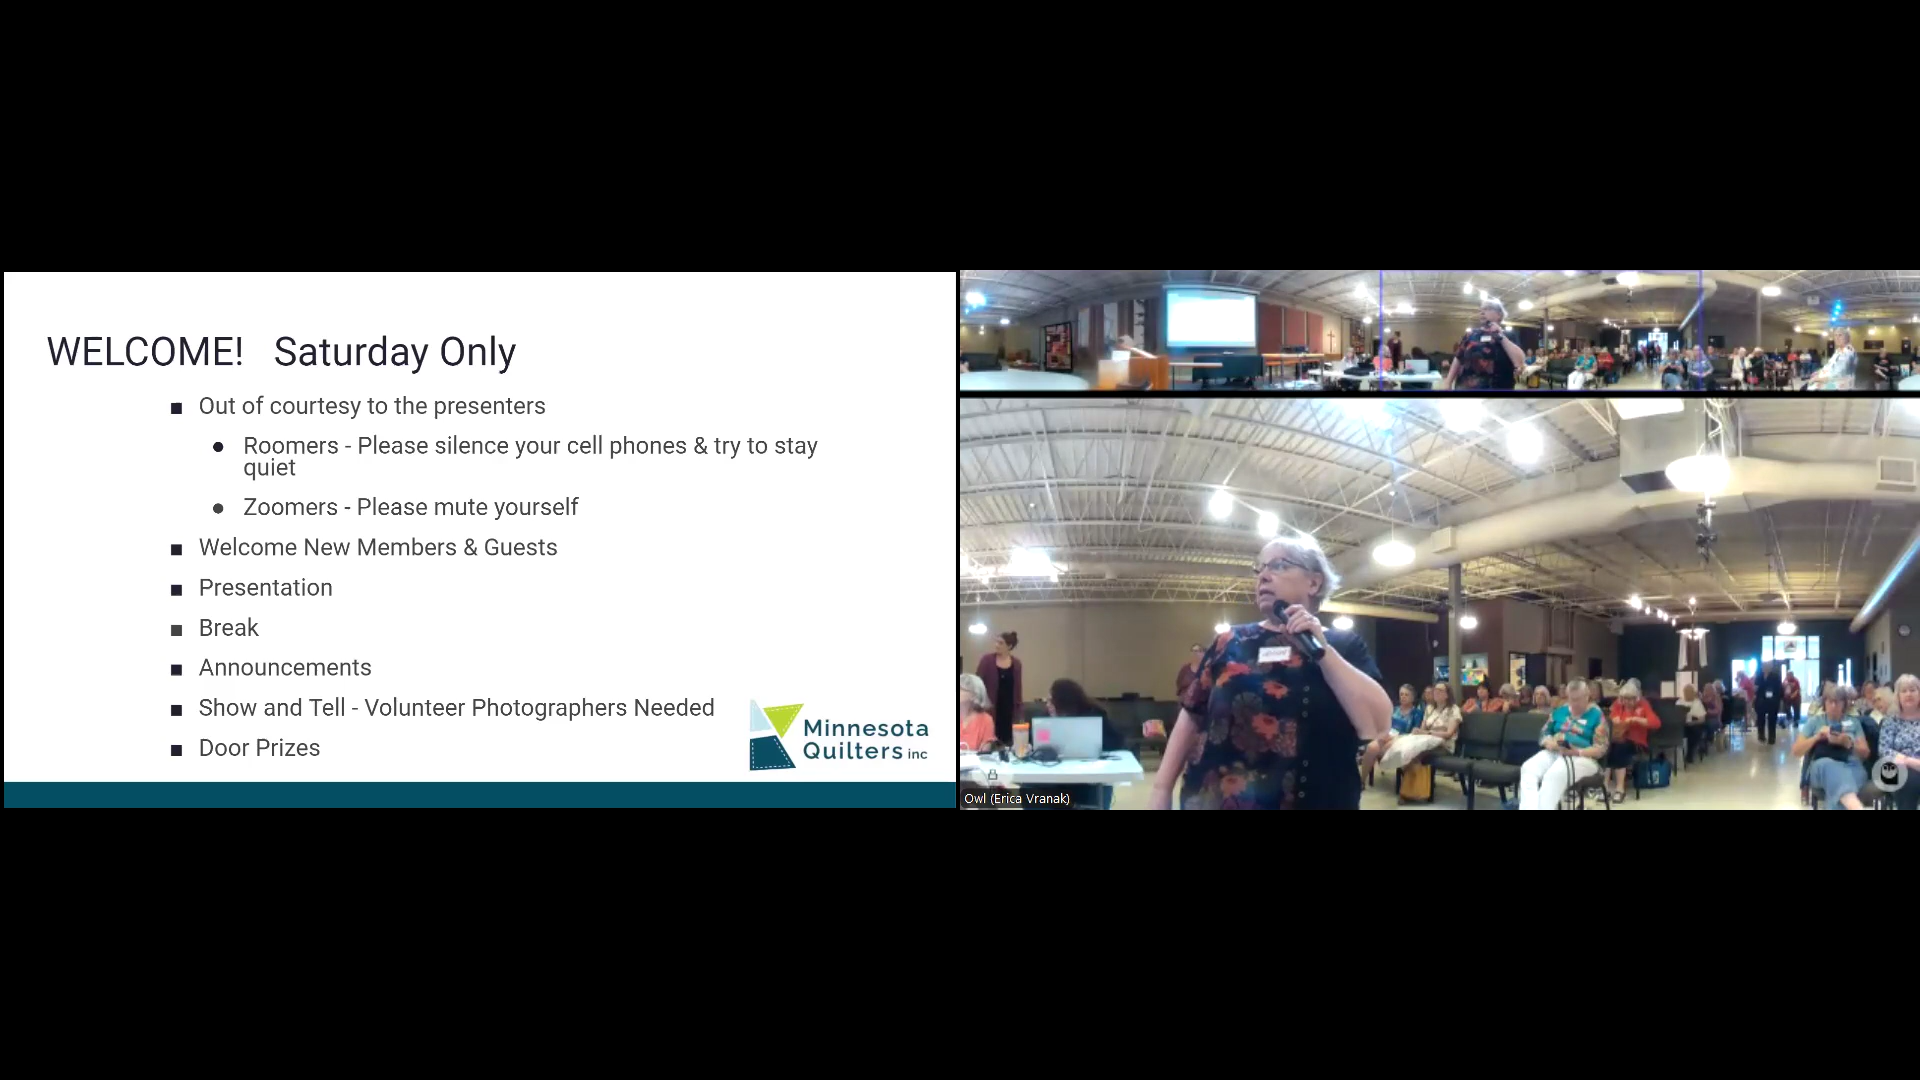 WELCOME! Saturday Only
■ Out of courtesy to the presenters
● Roomers - Please silence your cell phones & try to stay
quiet
● Zoomers - Please mute yourself
■ Welcome New Members & Guests
■ Presentation
■ Break
■ Announcements
■ Show and Tell - Volunteer Photographers Needed
■ Door Prizes
Minnesota
Quilters inc
Owl (Erica Vranak)